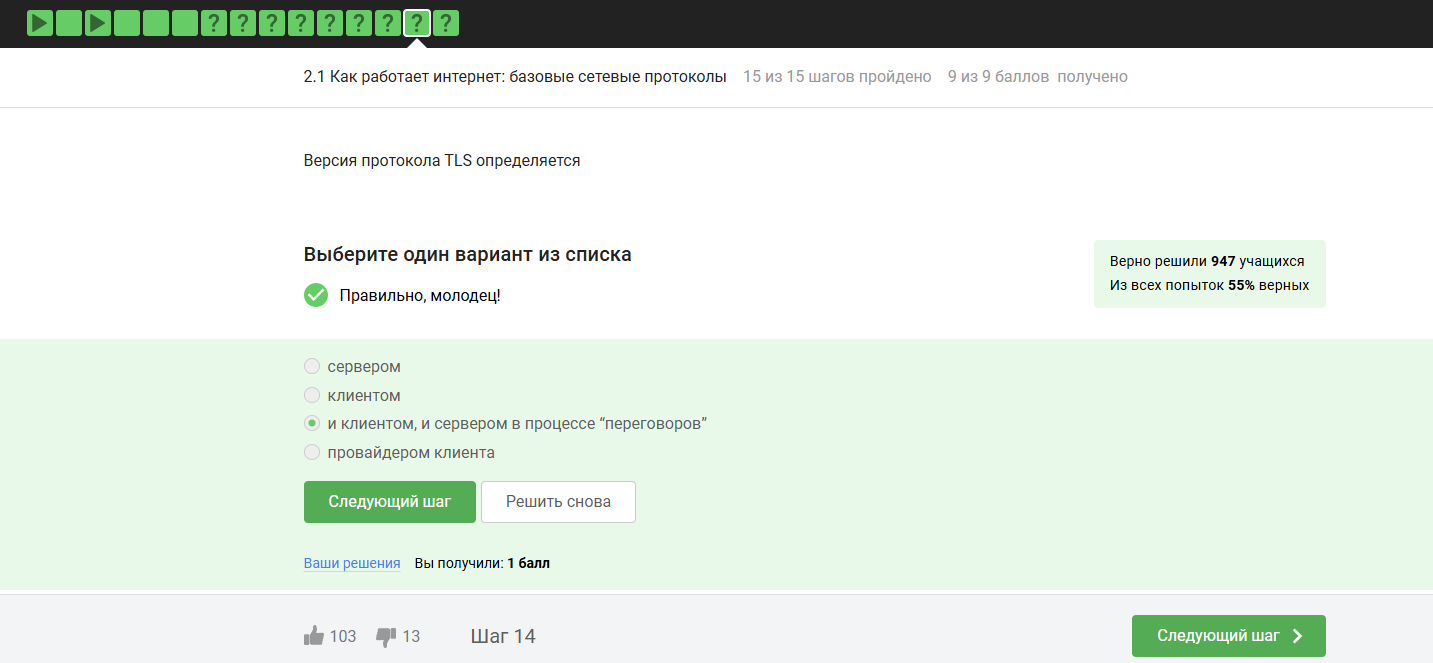 ? ? ? ? ? ? ? ? ?
2.1 Как работает интернет: базовые сетевые протоколы 15 из 15 шагов пройдено 9 из 9 баллов получено
Версия протокола TLS определяется
Выберите один вариант из списка
Верно решили 947 учащихся
Из всех попыток 55% верных
Правильно, молодец!
сервером
клиентом
и клиентом, и сервером в процессе “переговоров”
провайдером клиента
Следующий шаг Решить снова
Ваши решения Вы получили: 1 балл
103 13 Шаг 14 Следующий шаг